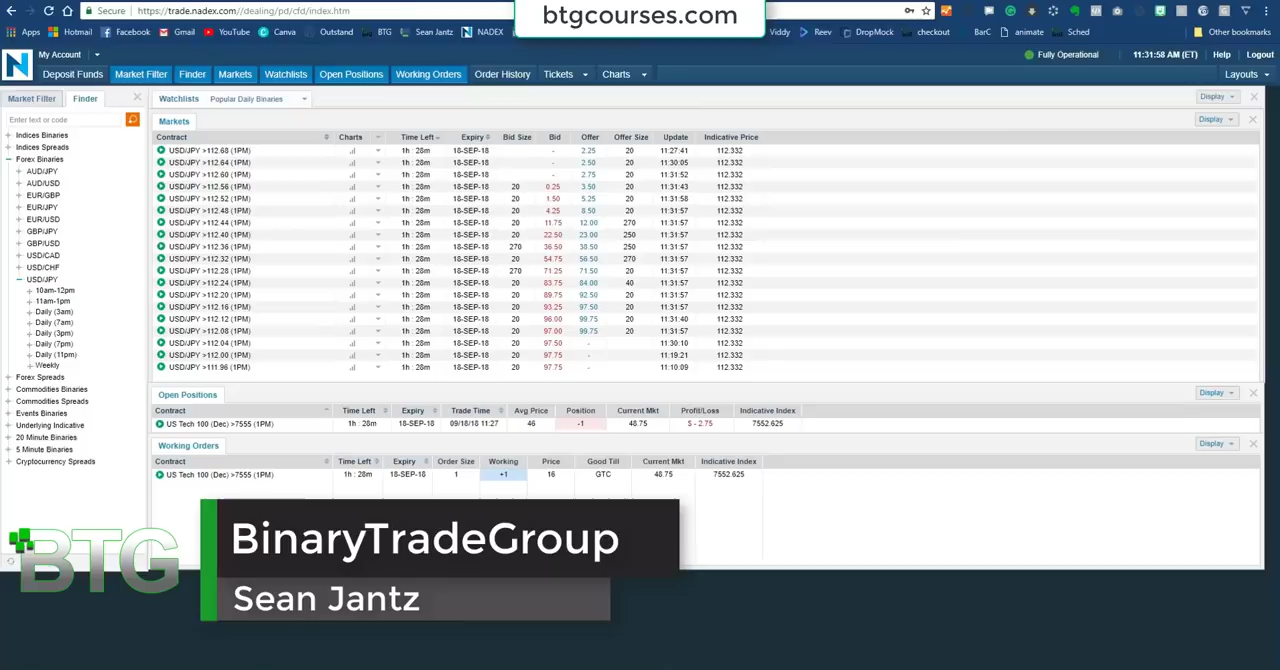 btgcourses.com
Secure https://trade.nadex.com/dealing/pd/cfd/index.htm
Apps Hotmail Facebook Gmail YouTube Canva Outstand BTG Sean Jantz NADEX Viddy Reev DropMock checkout BarC animate Sched Other bookmarks
My Account Fully Operational 11:31:58 AM (ET) Help Logout
Deposit Funds Market Filter Finder Markets Watchlists Open Positions Working Orders Order History Tickets Charts Layouts
Market Filter Finder
Enter text or code
Indices Binaries
Indices Spreads
Forex Binaries
AUD/JPY
AUD/USD
EUR/GBP
EUR/JPY
EUR/USD
GBP/JPY
GBP/USD
USD/CAD
USD/CHF
USD/JPY
10am-12pm
11am-1pm
Daily (3am)
Daily (7am)
Daily (3pm)
Daily (7pm)
Daily (11pm)
Weekly
Forex Spreads
Commodities Binaries
Commodities Spreads
Events Binaries
Underlying Indicative
20 Minute Binaries
5 Minute Binaries
Cryptocurrency Spreads
Watchlists Popular Daily Binaries Display
Markets Display
Contract Charts Time Left Expiry Bid Size Bid Offer Offer Size Update Indicative Price
USD/JPY >112.68 (1PM) 1h : 28m 18-SEP-18 - 2.25 20 11:27:41 112.332
USD/JPY >112.64 (1PM) 1h : 28m 18-SEP-18 - 2.50 20 11:30:05 112.332
USD/JPY >112.60 (1PM) 1h : 28m 18-SEP-18 - 2.75 20 11:31:52 112.332
USD/JPY >112.56 (1PM) 1h : 28m 18-SEP-18 20 0.25 3.50 20 11:31:43 112.332
USD/JPY >112.52 (1PM) 1h : 28m 18-SEP-18 20 1.50 5.25 20 11:31:58 112.332
USD/JPY >112.48 (1PM) 1h : 28m 18-SEP-18 20 4.25 8.50 20 11:31:57 112.332
USD/JPY >112.44 (1PM) 1h : 28m 18-SEP-18 20 11.75 12.00 270 11:31:57 112.332
USD/JPY >112.40 (1PM) 1h : 28m 18-SEP-18 20 22.50 23.00 250 11:31:57 112.332
USD/JPY >112.36 (1PM) 1h : 28m 18-SEP-18 270 36.50 38.50 250 11:31:57 112.332
USD/JPY >112.32 (1PM) 1h : 28m 18-SEP-18 20 54.75 56.50 270 11:31:57 112.332
USD/JPY >112.28 (1PM) 1h : 28m 18-SEP-18 270 71.25 71.50 20 11:31:57 112.332
USD/JPY >112.24 (1PM) 1h : 28m 18-SEP-18 20 83.75 84.00 40 11:31:57 112.332
USD/JPY >112.20 (1PM) 1h : 28m 18-SEP-18 20 89.75 92.50 20 11:31:57 112.332
USD/JPY >112.16 (1PM) 1h : 28m 18-SEP-18 20 93.25 97.50 20 11:31:57 112.332
USD/JPY >112.12 (1PM) 1h : 28m 18-SEP-18 20 96.00 99.75 20 11:31:40 112.332
USD/JPY >112.08 (1PM) 1h : 28m 18-SEP-18 20 97.00 99.75 20 11:31:57 112.332
USD/JPY >112.04 (1PM) 1h : 28m 18-SEP-18 20 97.50 - 11:30:10 112.332
USD/JPY >112.00 (1PM) 1h : 28m 18-SEP-18 20 97.75 - 11:19:21 112.332
USD/JPY >111.96 (1PM) 1h : 28m 18-SEP-18 20 97.75 - 11:10:09 112.332
Open Positions Display
Contract Time Left Expiry Trade Time Avg Price Position Current Mkt Profit/Loss Indicative Index
US Tech 100 (Dec) >7555 (1PM) 1h : 28m 18-SEP-18 09/18/18 11:27 46 -1 48.75 $ - 2.75 7552.625
Working Orders Display
Contract Time Left Expiry Order Size Working Price Good Till Current Mkt Indicative Index
US Tech 100 (Dec) >7555 (1PM) 1h : 28m 18-SEP-18 1 +1 16 GTC 48.75 7552.625
BTG
BinaryTradeGroup
Sean Jantz